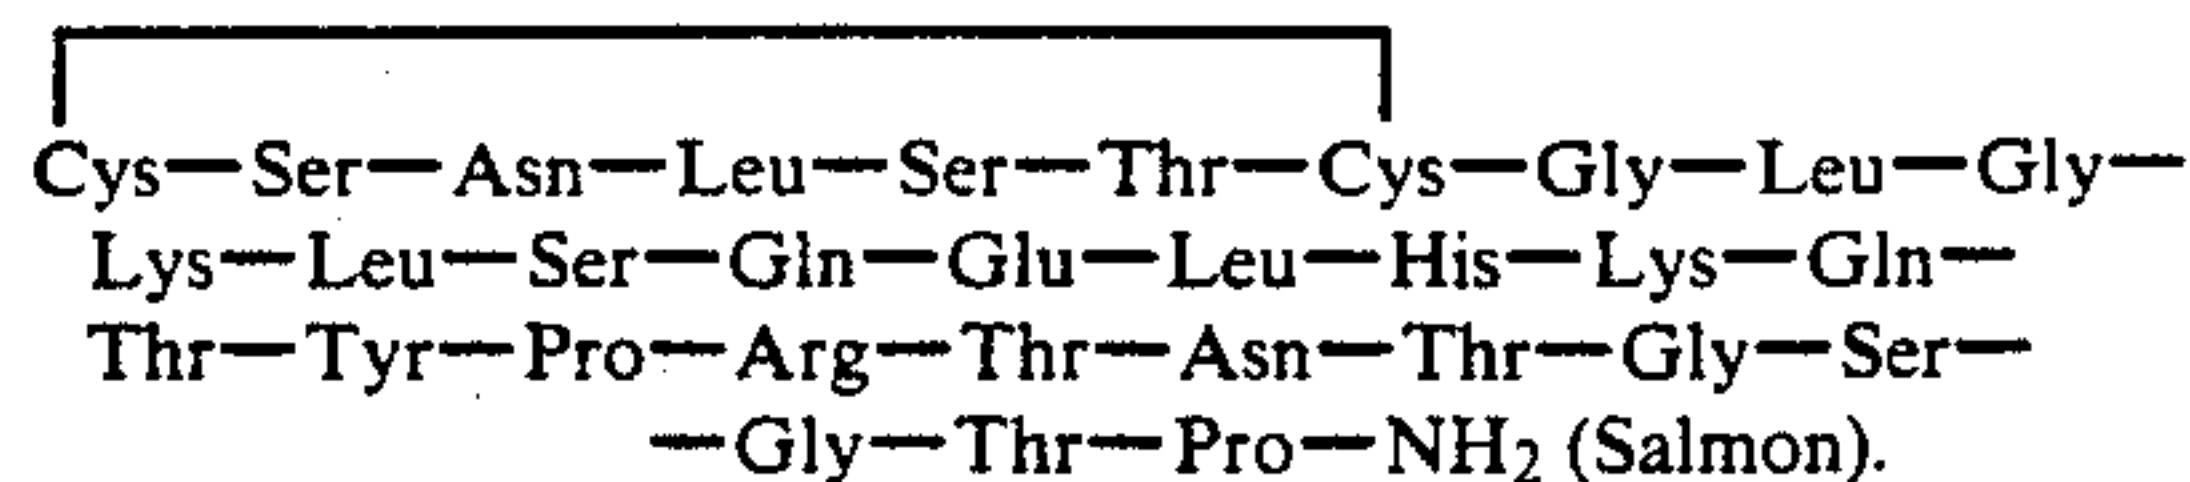 Cys—Ser—Asn—Leu—Ser—Thr—Cys—Gly—Leu—Gly—
Lys—Leu—Ser—Gln—Glu—Leu—His—Lys—Gln—
Thr—Tyr—Pro—Arg—Thr—Asn—Thr—Gly—Ser—
—Gly—Thr—Pro—NH₂ (Salmon).